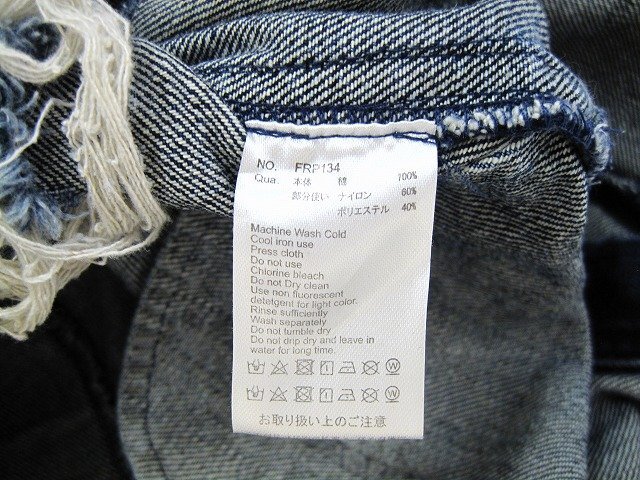 NO. FRP134
Qua: 本体 綿 100%
部分使い ナイロン 60%
ポリエステル 40%
Machine Wash Cold
Cool iron use
Press cloth
Do not use
Chlorine bleach
Do not Dry clean
Use non fluorescent
detetgent for light color.
Rinse sufficiently
Wash separately
Do not tumble dry
Do not drip dry and leave in
water for long time.
お取り扱い上のご注意